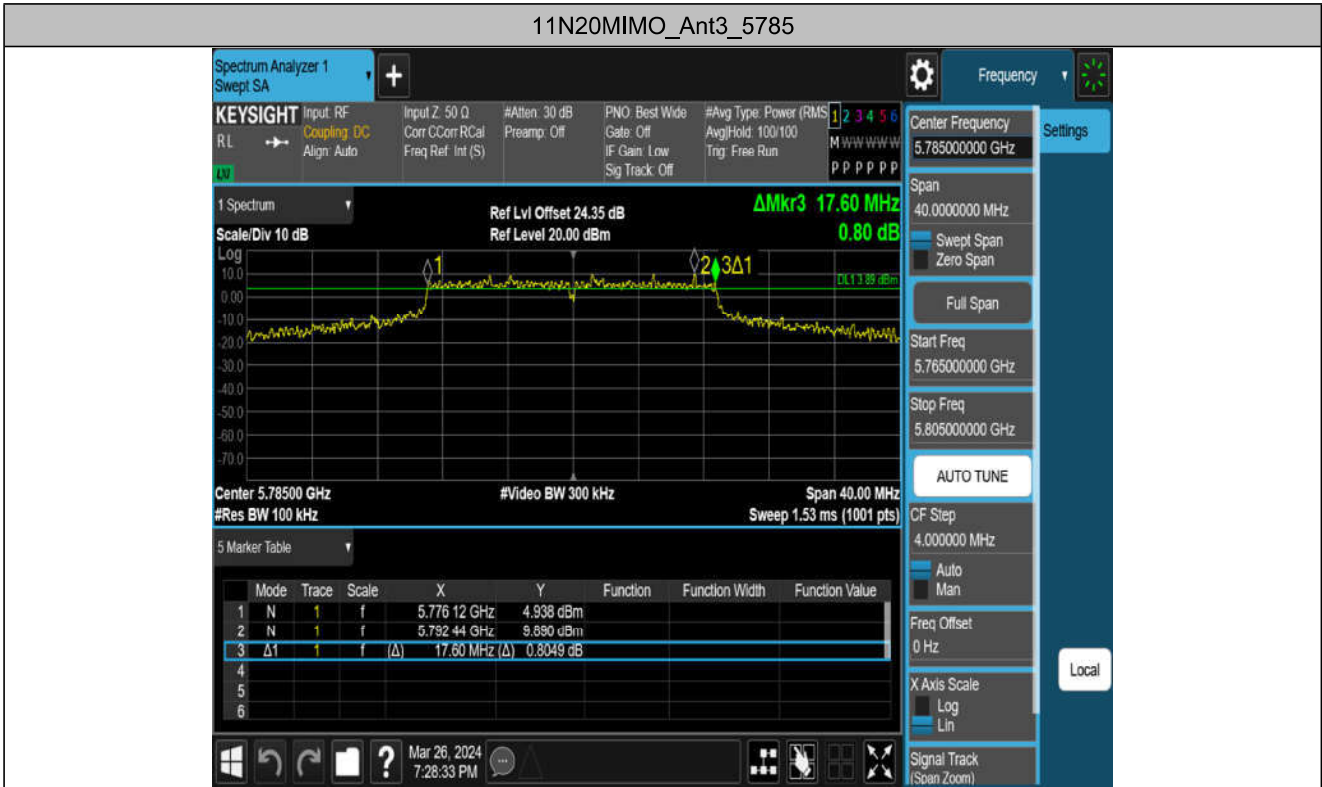 11N20MIMO_Ant3_5785
Spectrum Analyzer 1
Swept SA
+
Frequency
KEYSIGHT
RL
Input: RF
Coupling: DC
Align: Auto
Input Z: 50 Ω
Corr CCorr RCal
Freq Ref: Int (S)
#Atten: 30 dB
Preamp: Off
PNO: Best Wide
Gate: Off
IF Gain: Low
Sig Track: Off
#Avg Type: Power (RMS
Avg|Hold: 100/100
Trig: Free Run
1 2 3 4 5 6
M W W W W W
P P P P P P
1 Spectrum
Scale/Div 10 dB
Ref Lvl Offset 24.35 dB
Ref Level 20.00 dBm
ΔMkr3 17.60 MHz
0.80 dB
Log
10.0
0.00
-10.0
-20.0
-30.0
-40.0
-50.0
-60.0
-70.0
1
2
3Δ1
DL1 3.89 dBm
Center 5.78500 GHz
#Video BW 300 kHz
Span 40.00 MHz
#Res BW 100 kHz
Sweep 1.53 ms (1001 pts)
5 Marker Table
Mode Trace Scale X Y Function Function Width Function Value
1 N 1 f 5.776 12 GHz 4.938 dBm
2 N 1 f 5.792 44 GHz 9.890 dBm
3 Δ1 1 f (Δ) 17.60 MHz (Δ) 0.8049 dB
4
5
6
?
Mar 26, 2024
7:28:33 PM
Center Frequency
5.785000000 GHz
Settings
Span
40.0000000 MHz
Swept Span
Zero Span
Full Span
Start Freq
5.765000000 GHz
Stop Freq
5.805000000 GHz
AUTO TUNE
CF Step
4.000000 MHz
Auto
Man
Freq Offset
0 Hz
Local
X Axis Scale
Log
Lin
Signal Track
(Span Zoom)